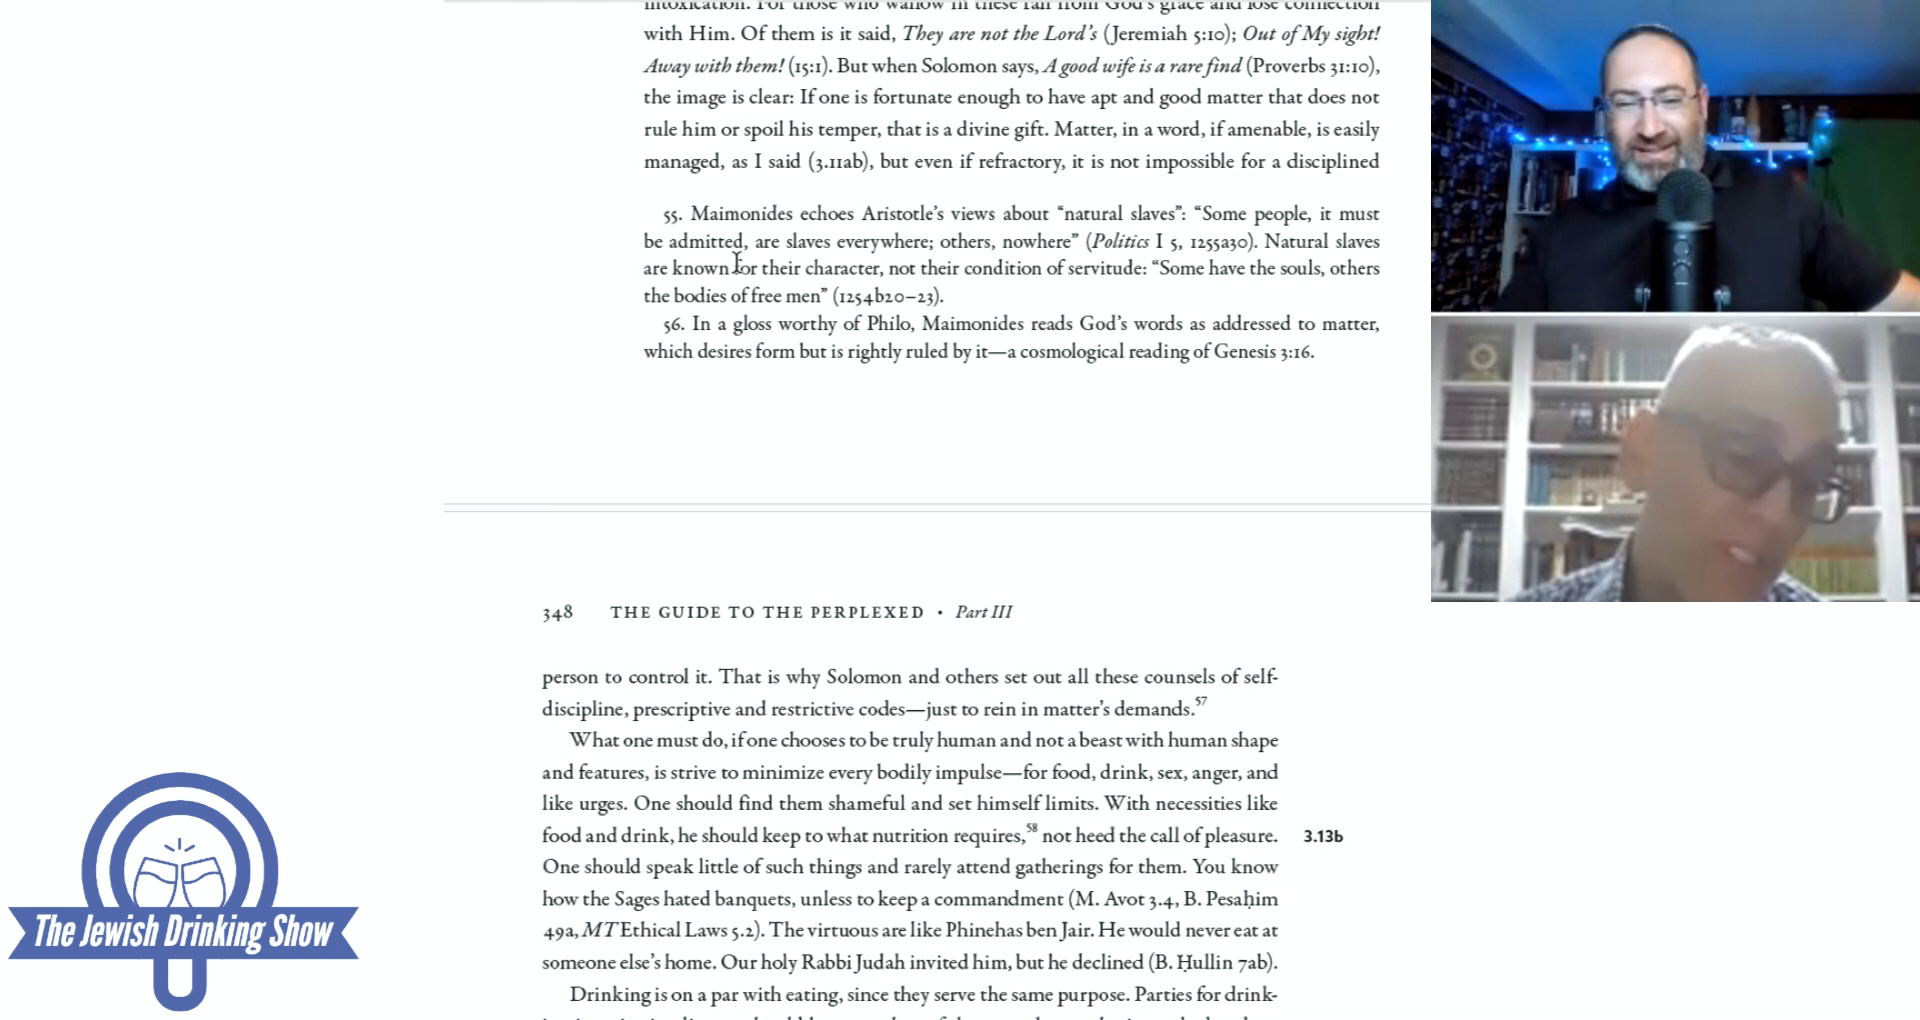 intoxication. For those who wallow in these fall from God's grace and lose connection
with Him. Of them is it said, They are not the Lord's (Jeremiah 5:10); Out of My sight!
Away with them! (15:1). But when Solomon says, A good wife is a rare find (Proverbs 31:10),
the image is clear: If one is fortunate enough to have apt and good matter that does not
rule him or spoil his temper, that is a divine gift. Matter, in a word, if amenable, is easily
managed, as I said (3.11ab), but even if refractory, it is not impossible for a disciplined
55. Maimonides echoes Aristotle's views about “natural slaves”: “Some people, it must
be admitted, are slaves everywhere; others, nowhere” (Politics I 5, 1255a30). Natural slaves
are known for their character, not their condition of servitude: “Some have the souls, others
the bodies of free men” (1254b20–23).
56. In a gloss worthy of Philo, Maimonides reads God's words as addressed to matter,
which desires form but is rightly ruled by it—a cosmological reading of Genesis 3:16.
348 THE GUIDE TO THE PERPLEXED • Part III
person to control it. That is why Solomon and others set out all these counsels of self-
discipline, prescriptive and restrictive codes—just to rein in matter's demands.57
What one must do, if one chooses to be truly human and not a beast with human shape
and features, is strive to minimize every bodily impulse—for food, drink, sex, anger, and
like urges. One should find them shameful and set himself limits. With necessities like
food and drink, he should keep to what nutrition requires,58 not heed the call of pleasure. 3.13b
One should speak little of such things and rarely attend gatherings for them. You know
how the Sages hated banquets, unless to keep a commandment (M. Avot 3.4, B. Pesaḥim
49a, MT Ethical Laws 5.2). The virtuous are like Phinehas ben Jair. He would never eat at
someone else's home. Our holy Rabbi Judah invited him, but he declined (B. Ḥullin 7ab).
Drinking is on a par with eating, since they serve the same purpose. Parties for drink-
The Jewish Drinking Show